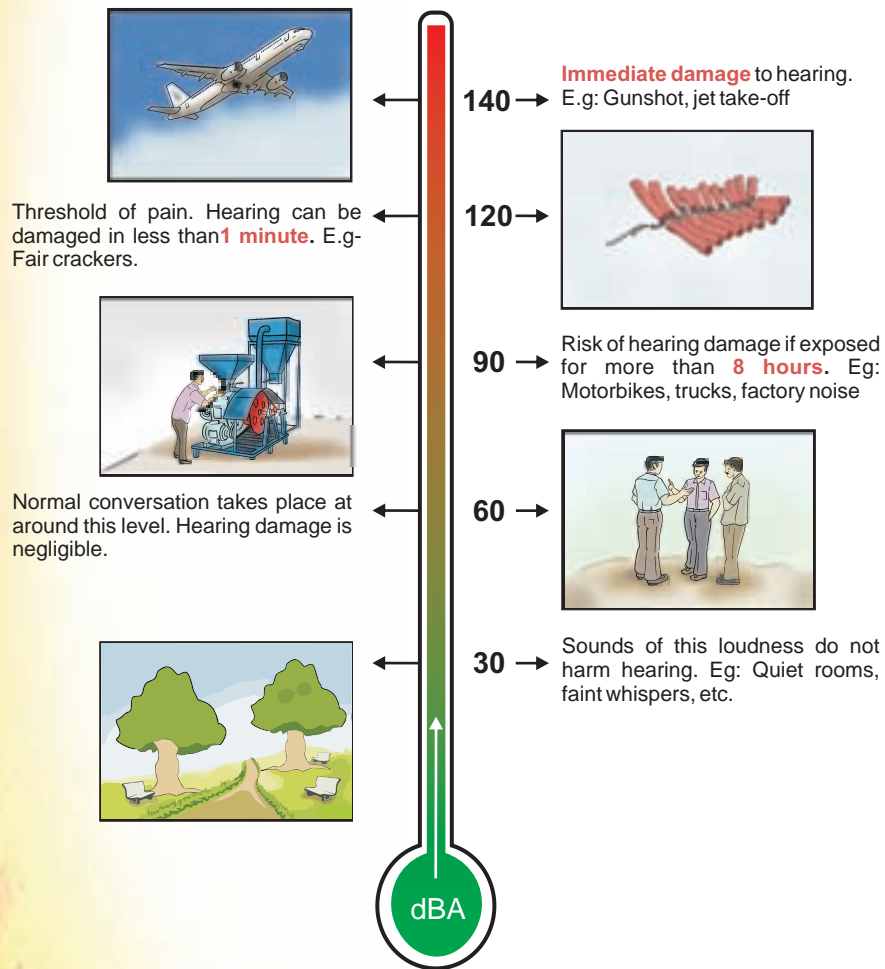 140
Immediate damage to hearing.
E.g: Gunshot, jet take-off
Threshold of pain. Hearing can be
damaged in less than1 minute. E.g-
Fair crackers.
120
90
Risk of hearing damage if exposed
for more than 8 hours. Eg:
Motorbikes, trucks, factory noise
Normal conversation takes place at
around this level. Hearing damage is
negligible.
60
30
Sounds of this loudness do not
harm hearing. Eg: Quiet rooms,
faint whispers, etc.
dBA